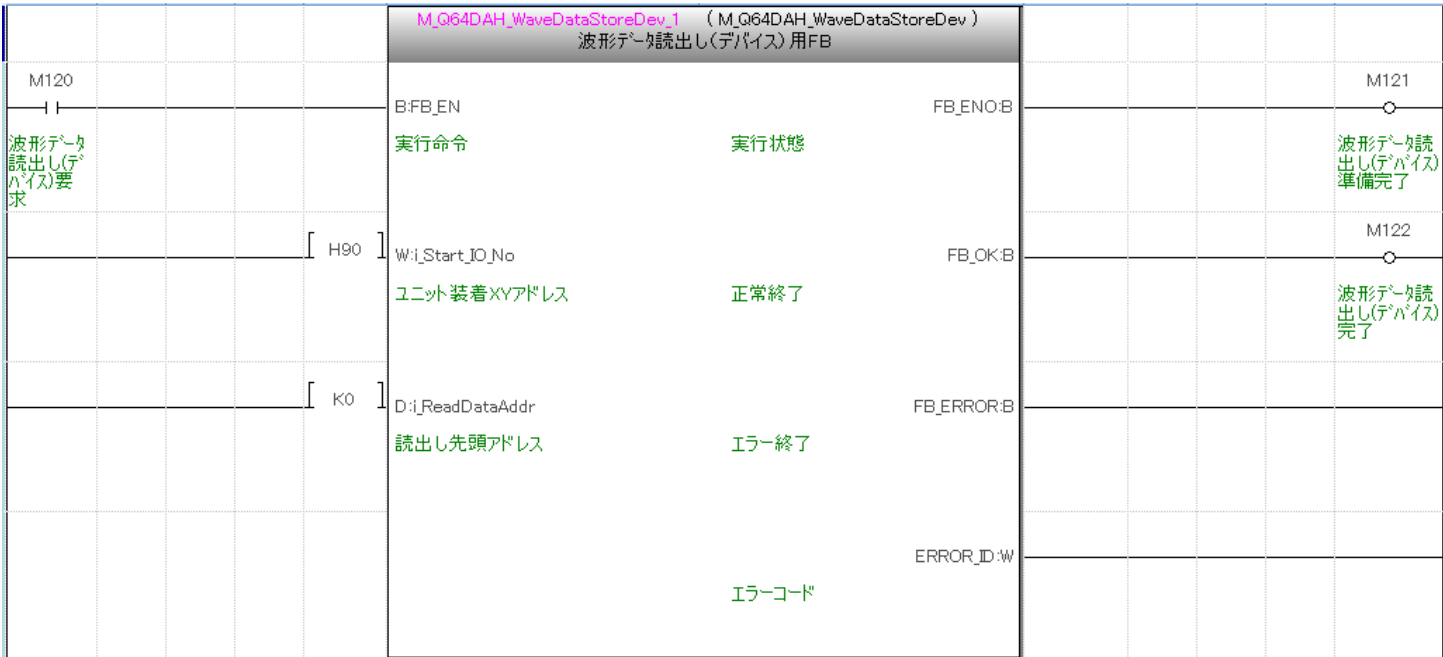 M_Q64DAH_WaveDataStoreDev_1 （M_Q64DAH_WaveDataStoreDev）
波形データ読出し(デバイス)用FB
M120
M121
B:FB_EN
FB_ENO:B
波形データ
読出し(デ
バイス)要
求
実行命令
実行状態
波形データ読
出し(デバイス)
準備完了
M122
H90
W:i_Start_IO_No
FB_OK:B
ユニット装着XYアドレス
正常終了
波形データ読
出し(デバイス)
完了
K0
D:i_ReadDataAddr
FB_ERROR:B
読出し先頭アドレス
エラー終了
ERROR_ID:W
エラーコード